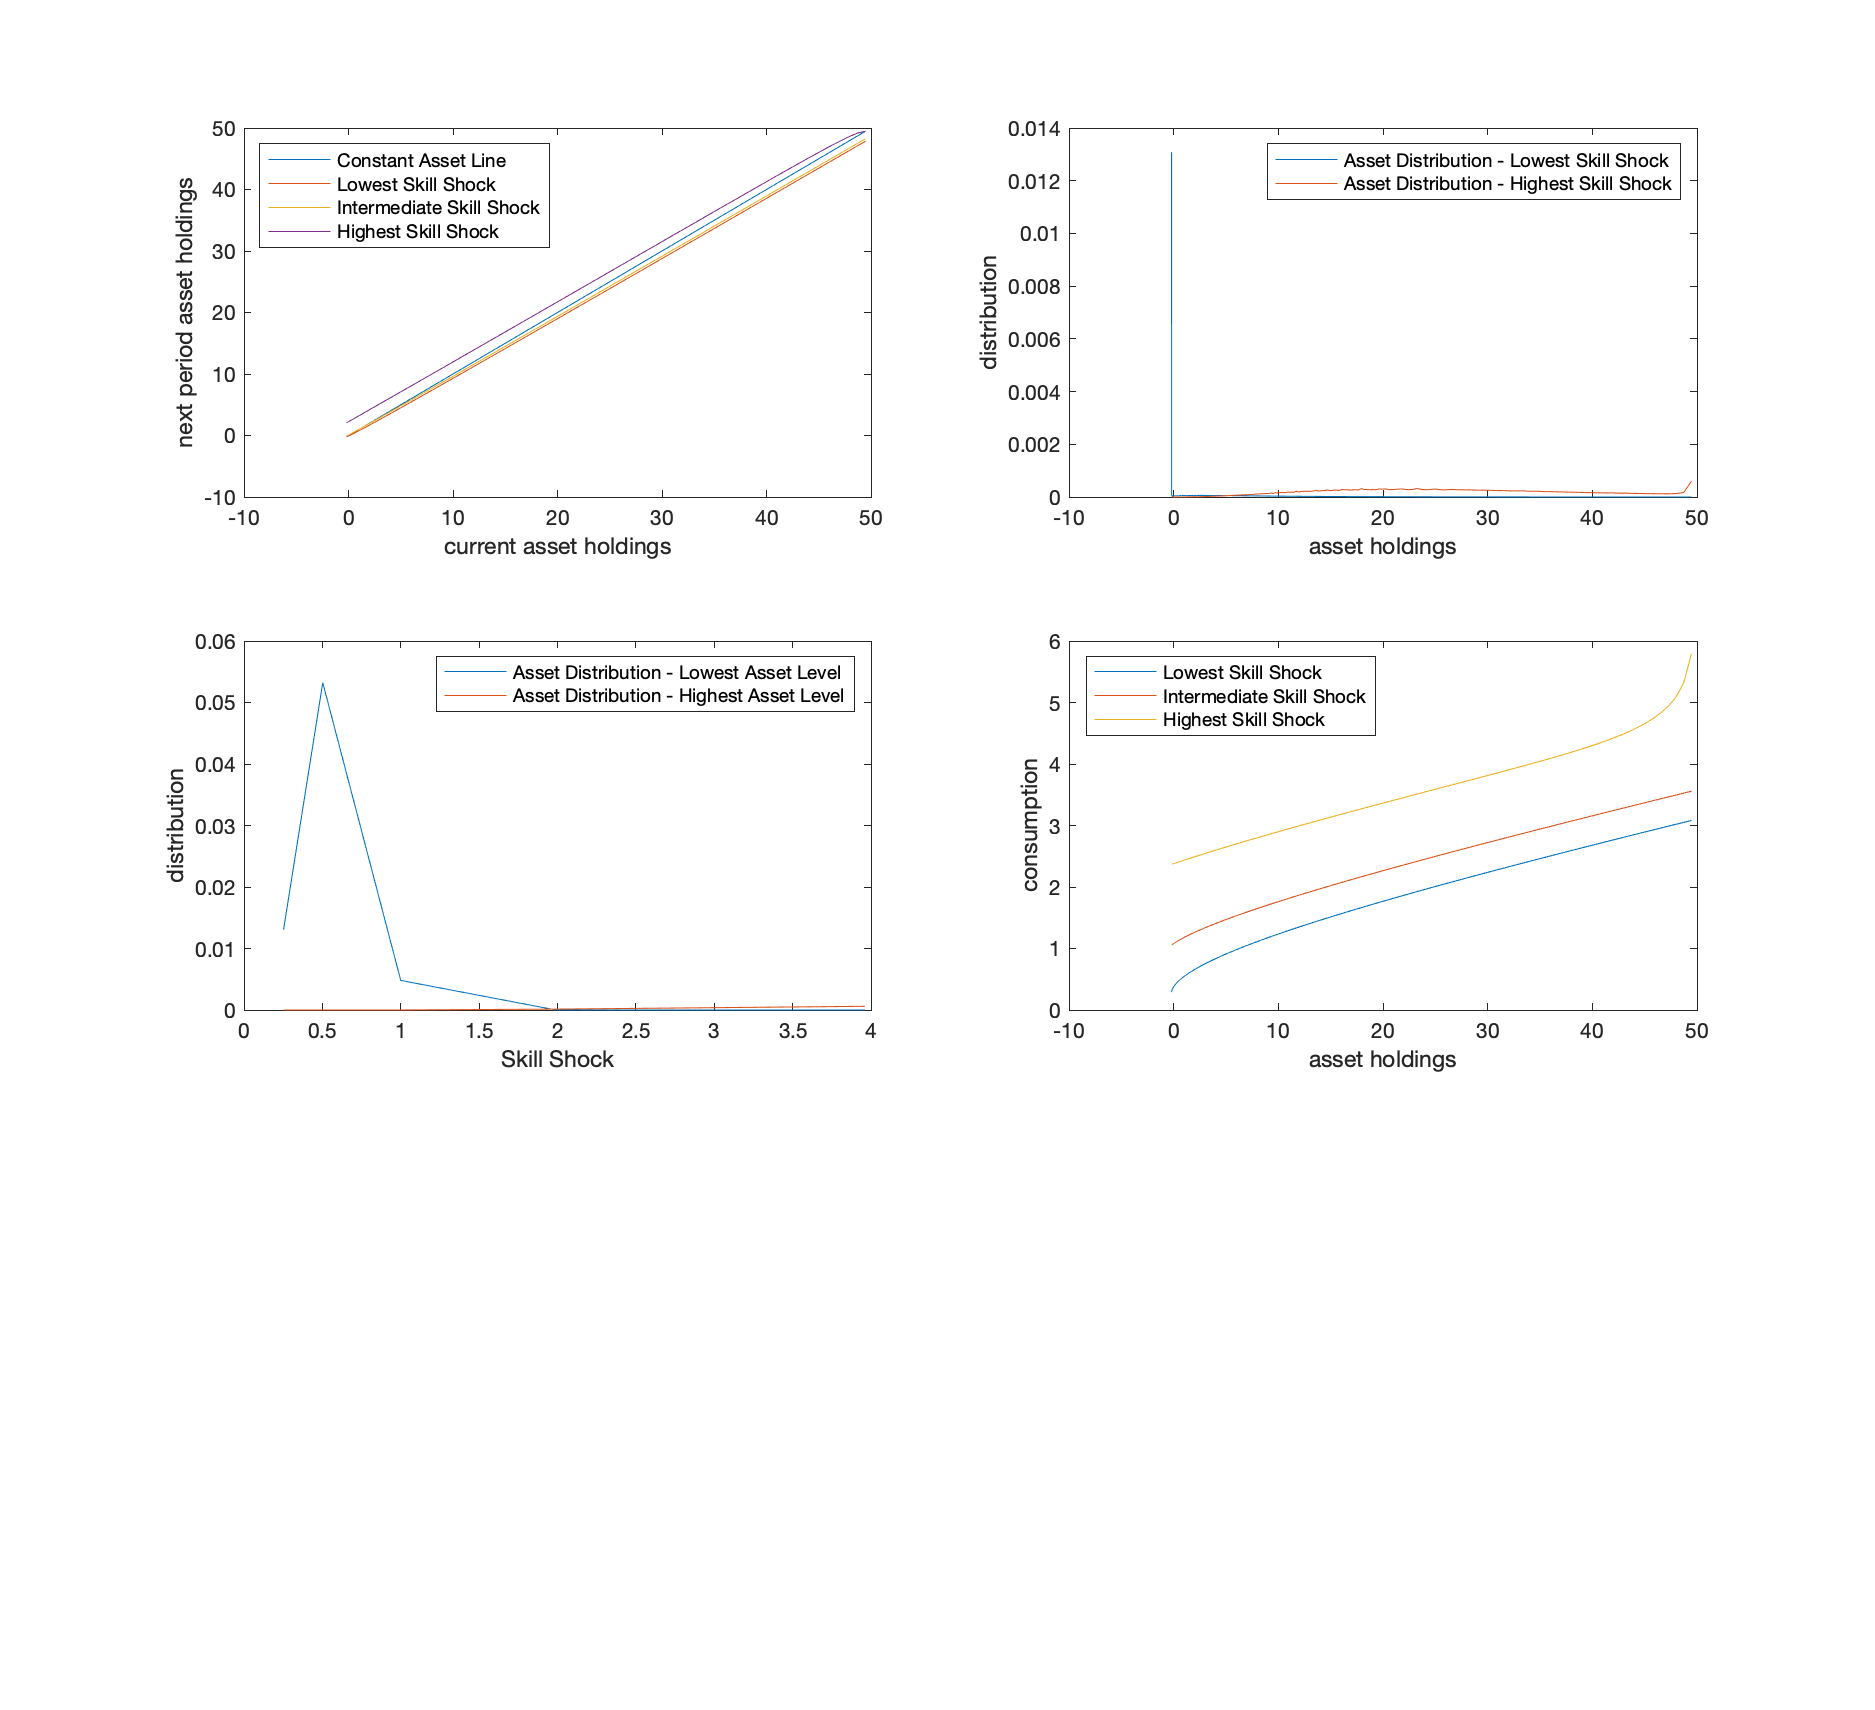 50
40
30
20
10
0
-10
-10 0 10 20 30 40 50
next period asset holdings
current asset holdings
Constant Asset Line
Lowest Skill Shock
Intermediate Skill Shock
Highest Skill Shock
0.014
0.012
0.01
0.008
0.006
0.004
0.002
0
-10 0 10 20 30 40 50
distribution
asset holdings
Asset Distribution - Lowest Skill Shock
Asset Distribution - Highest Skill Shock
0.06
0.05
0.04
0.03
0.02
0.01
0
0 0.5 1 1.5 2 2.5 3 3.5 4
distribution
Skill Shock
Asset Distribution - Lowest Asset Level
Asset Distribution - Highest Asset Level
6
5
4
3
2
1
0
-10 0 10 20 30 40 50
consumption
asset holdings
Lowest Skill Shock
Intermediate Skill Shock
Highest Skill Shock